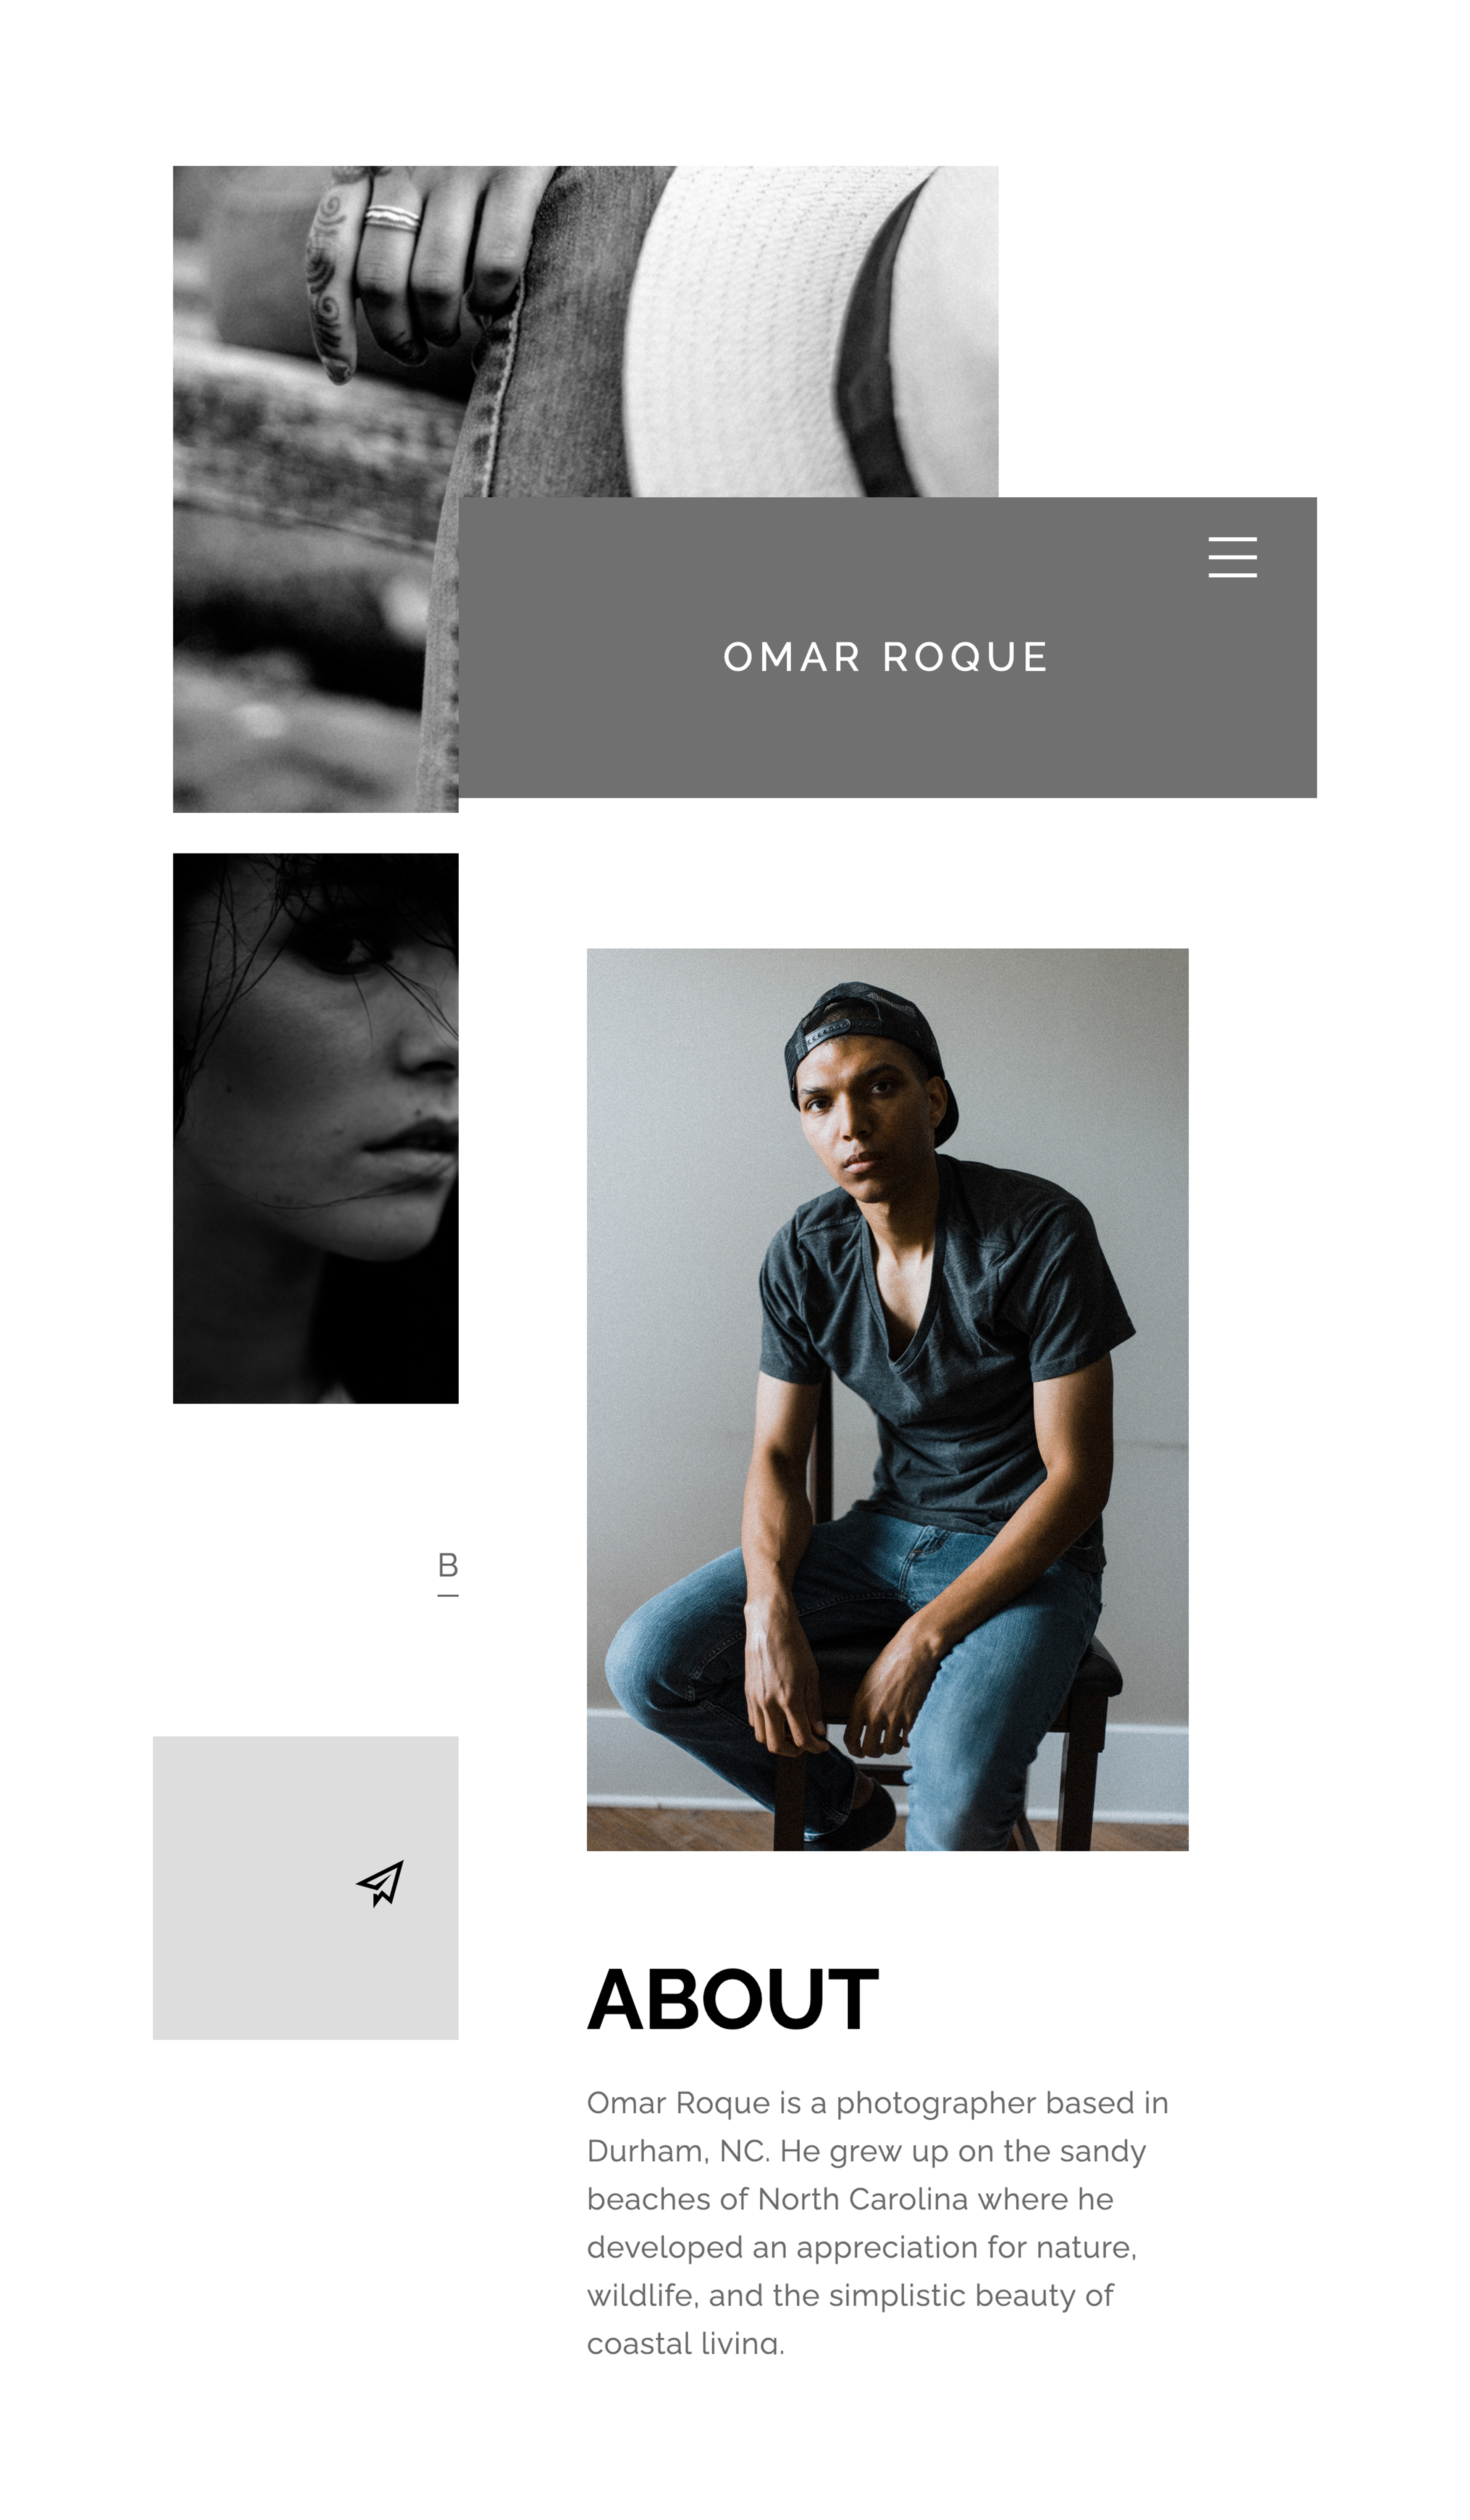 OMAR ROQUE
B
ABOUT
Omar Roque is a photographer based in
Durham, NC. He grew up on the sandy
beaches of North Carolina where he
developed an appreciation for nature,
wildlife, and the simplistic beauty of
coastal living.